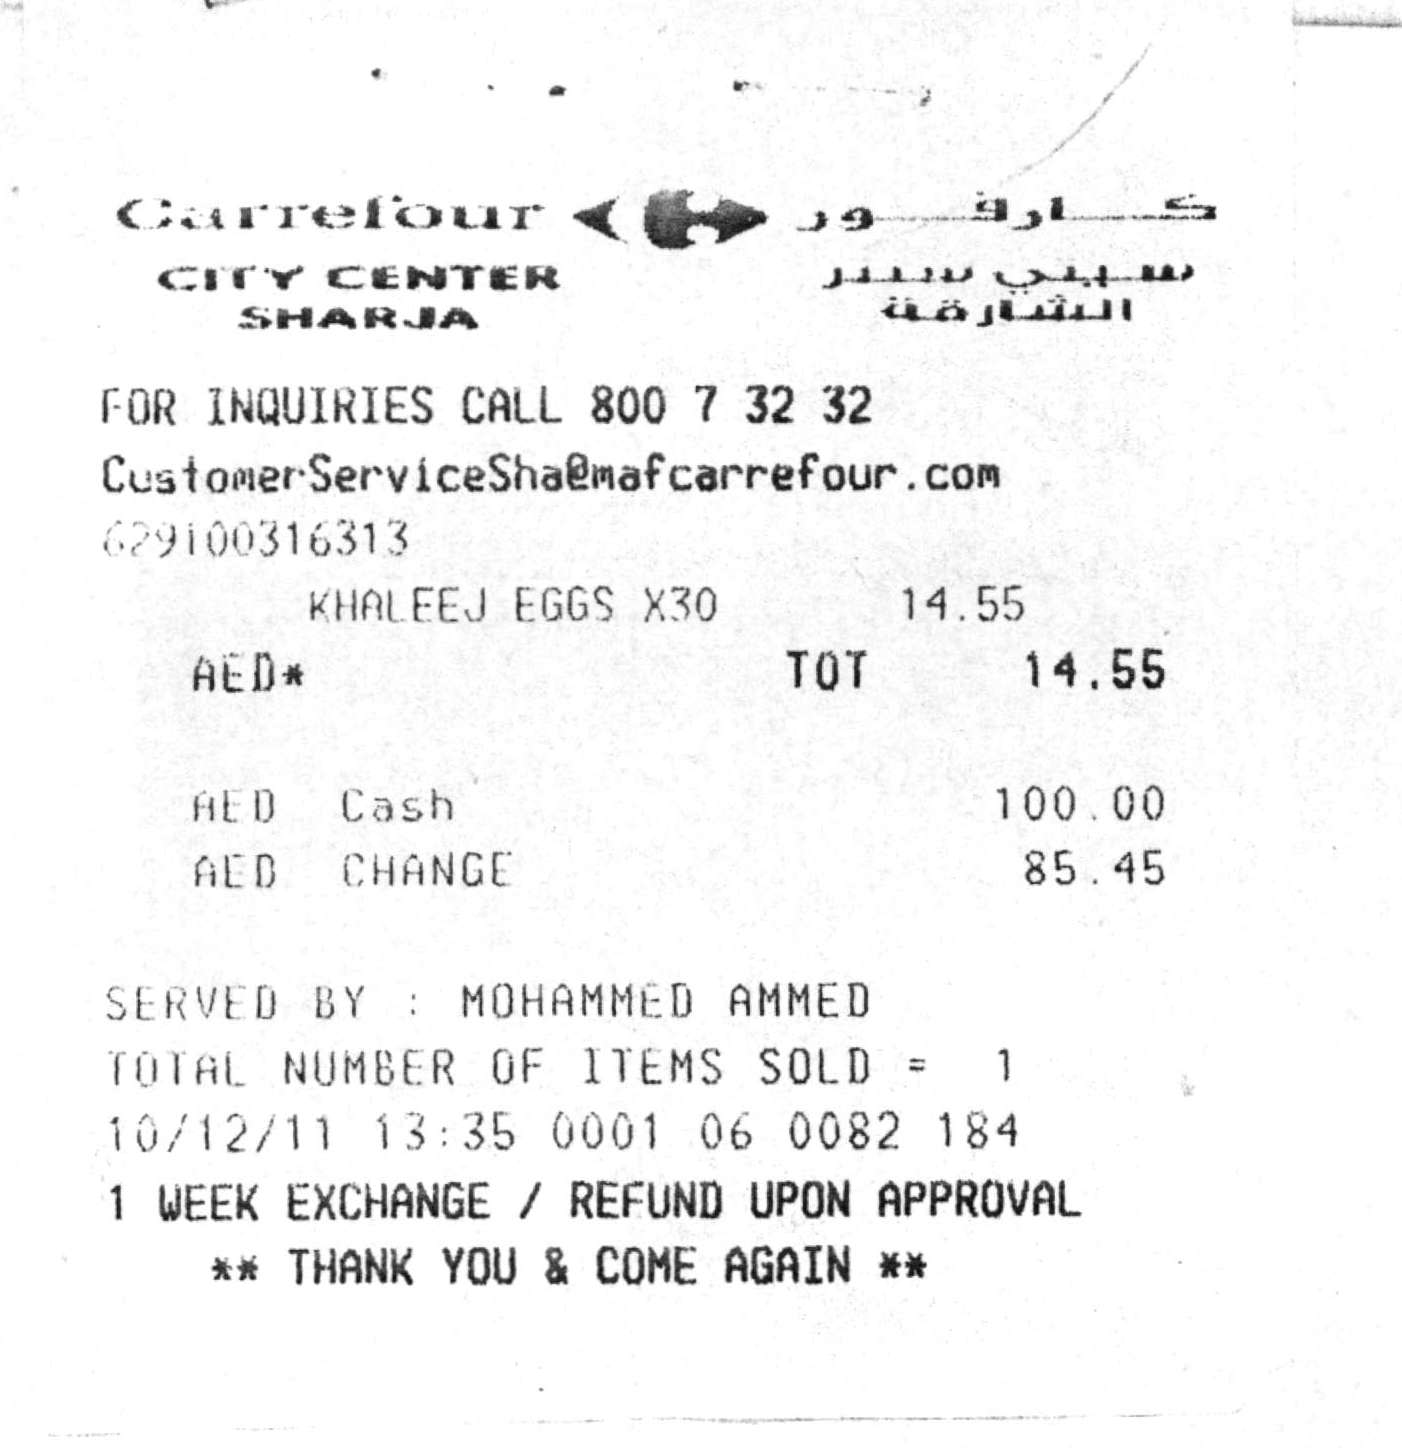 Carrefour كارفور
CITY CENTER سيتي سنتر
SHARJA الشارقة
FOR INQUIRIES CALL 800 7 32 32
CustomerServiceSha@mafcarrefour.com
629100316313
KHALEEJ EGGS X30 14.55
AED* TOT 14.55
AED Cash 100.00
AED CHANGE 85.45
SERVED BY : MOHAMMED AMMED
TOTAL NUMBER OF ITEMS SOLD = 1
10/12/11 13:35 0001 06 0082 184
1 WEEK EXCHANGE / REFUND UPON APPROVAL
** THANK YOU & COME AGAIN **